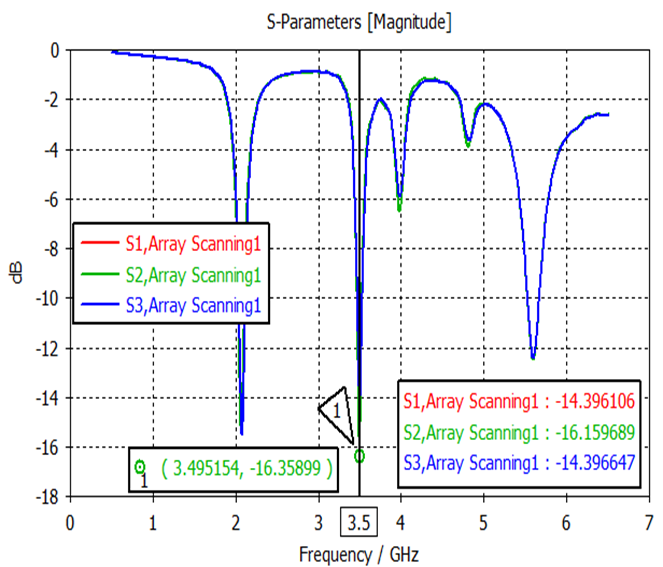 S-Parameters [Magnitude]
0
-2
-4
-6
-8
-10
-12
-14
-16
-18
dB
S1,Array Scanning1
S2,Array Scanning1
S3,Array Scanning1
1
S1,Array Scanning1 : -14.396106
S2,Array Scanning1 : -16.159689
S3,Array Scanning1 : -14.396647
1 ( 3.495154, -16.35899 )
0 1 2 3 3.5 4 5 6 7
Frequency / GHz